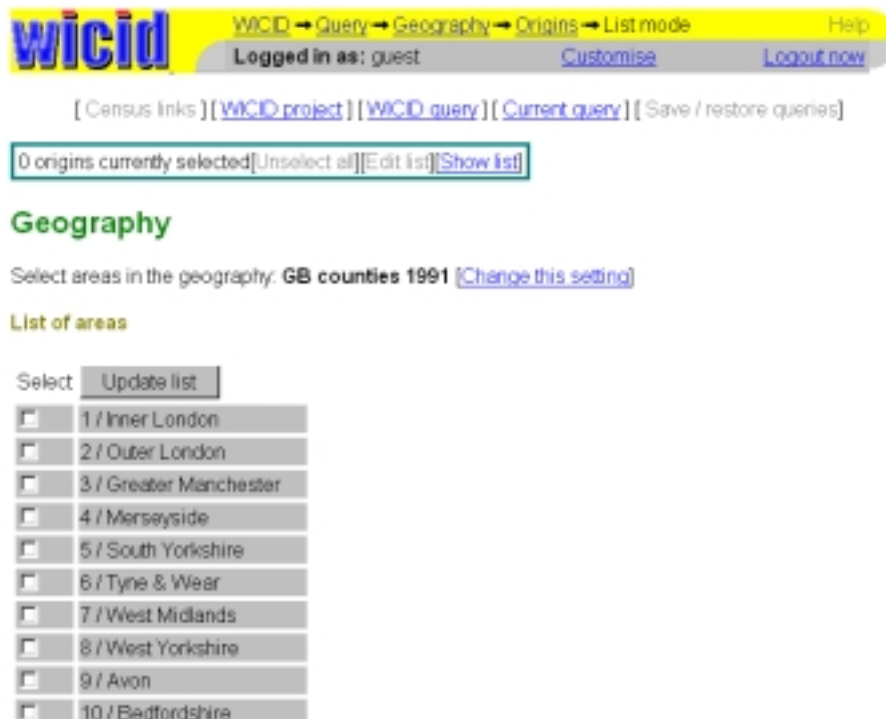 wicid
WICID → Query → Geography → Origins → List mode Help
Logged in as: guest Customise Logout now
[ Census links ] [ WICID project ] [ WICID query ] [ Current query ] [ Save / restore queries]
0 origins currently selected[Unselect all][Edit list][Show list]
Geography
Select areas in the geography: GB counties 1991 [Change this setting]
List of areas
Select Update list
1 / Inner London
2 / Outer London
3 / Greater Manchester
4 / Merseyside
5 / South Yorkshire
6 / Tyne & Wear
7 / West Midlands
8 / West Yorkshire
9 / Avon
10 / Bedfordshire